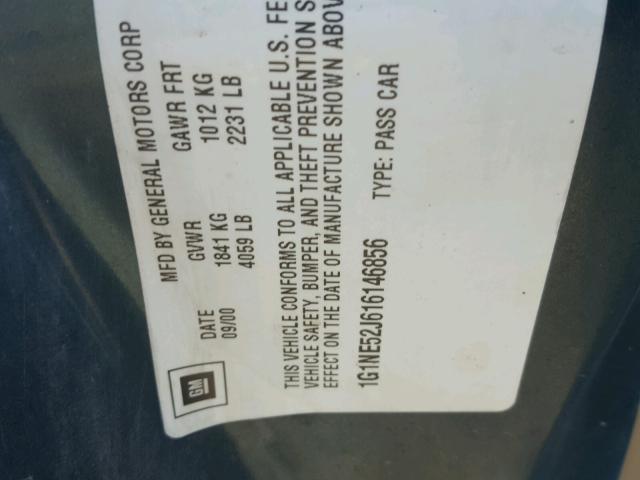 MFD BY GENERAL MOTORS CORP
DATE GVWR GAWR FRT
09/00 1841 KG 1012 KG
4059 LB 2231 LB
THIS VEHICLE CONFORMS TO ALL APPLICABLE U.S. FE
VEHICLE SAFETY, BUMPER, AND THEFT PREVENTION S
EFFECT ON THE DATE OF MANUFACTURE SHOWN ABOV
1G1NE52J616146856 TYPE: PASS CAR
GM